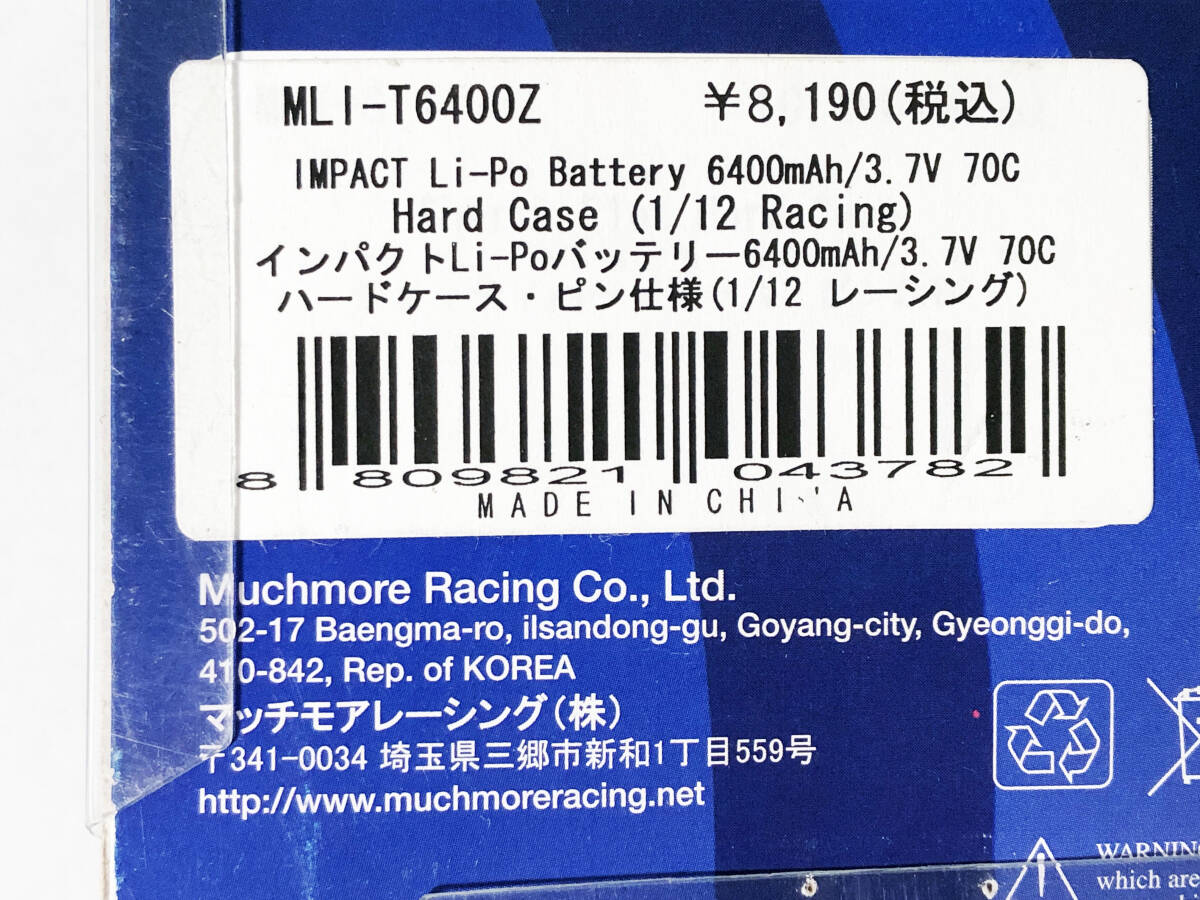 MLI-T6400Z ￥8,190(税込)
IMPACT Li-Po Battery 6400mAh/3.7V 70C
Hard Case (1/12 Racing)
インパクトLi-Poバッテリー6400mAh/3.7V 70C
ハードケース・ピン仕様(1/12 レーシング)
8 809821 043782
MADE IN CHINA
Muchmore Racing Co., Ltd.
502-17 Baengma-ro, ilsandong-gu, Goyang-city, Gyeonggi-do,
410-842, Rep. of KOREA
マッチモアレーシング(株)
〒341-0034 埼玉県三郷市新和1丁目559号
http://www.muchmoreracing.net
WARNING
which are